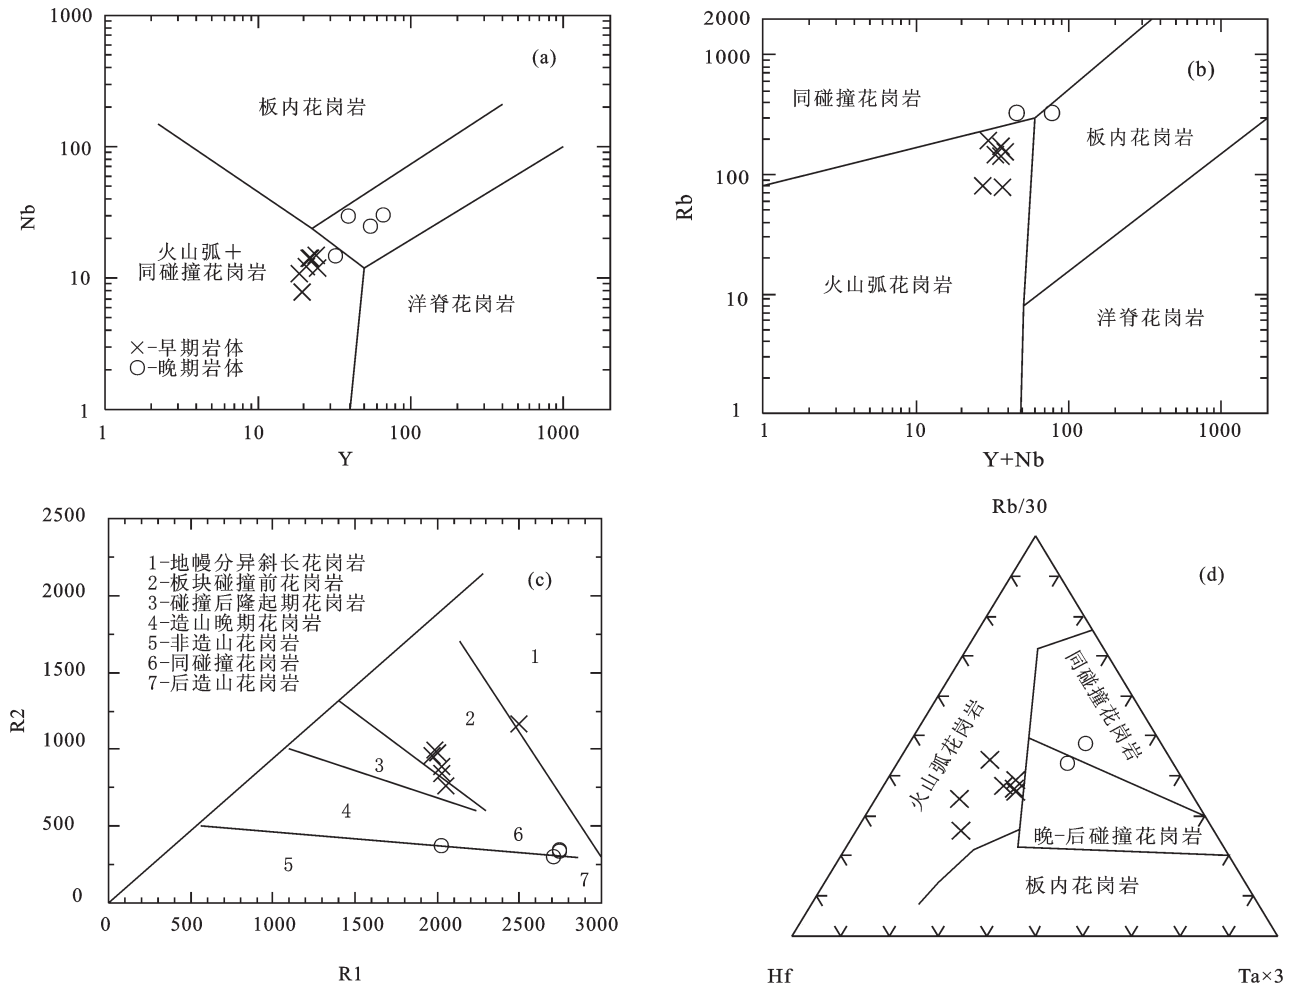 1000
100
10
1
Nb
(a)
板内花岗岩
火山弧+
同碰撞花岗岩
洋脊花岗岩
×-早期岩体
○-晚期岩体
1
10
100
1000
Y
2000
1000
100
10
1
Rb
(b)
同碰撞花岗岩
板内花岗岩
火山弧花岗岩
洋脊花岗岩
1
10
100
1000
Y+Nb
2500
2000
1500
1000
500
0
R2
(c)
1-地幔分异斜长花岗岩
2-板块碰撞前花岗岩
3-碰撞后隆起期花岗岩
4-造山晚期花岗岩
5-非造山花岗岩
6-同碰撞花岗岩
7-后造山花岗岩
1
2
3
4
6
5
7
0
500
1000
1500
2000
2500
3000
R1
Rb/30
(d)
同碰撞花岗岩
火山弧花岗岩
晚-后碰撞花岗岩
板内花岗岩
Hf
Ta×3